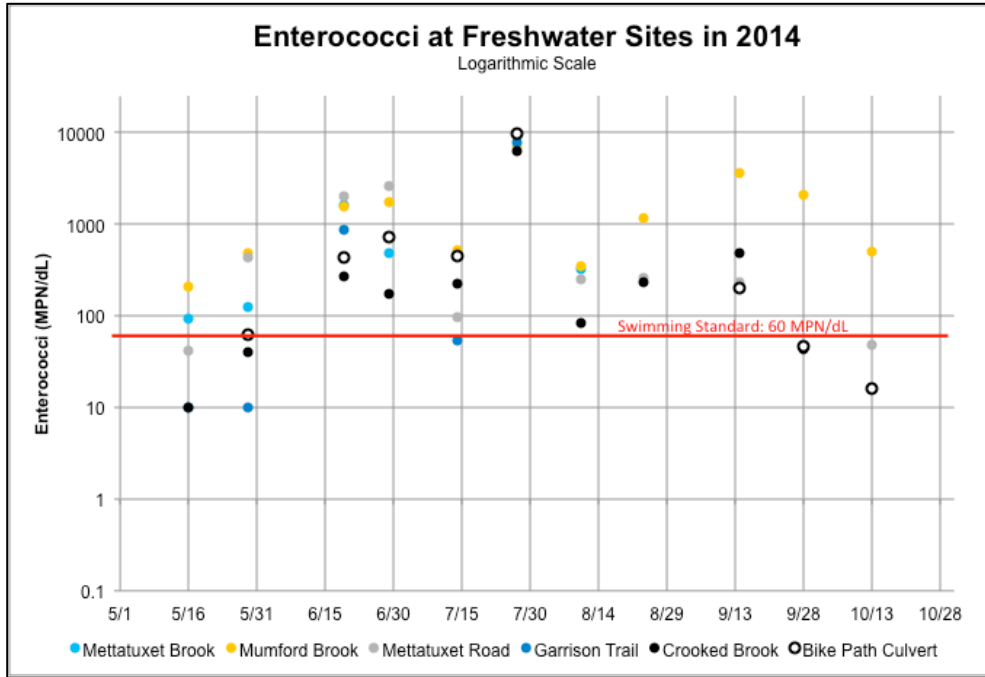 Enterococci at Freshwater Sites in 2014
Logarithmic Scale
Enterococci (MPN/dL)
10000
1000
100
10
1
0.1
Swimming Standard: 60 MPN/dL
5/1 5/16 5/31 6/15 6/30 7/15 7/30 8/14 8/29 9/13 9/28 10/13 10/28
Mettatuxet Brook Mumford Brook Mettatuxet Road Garrison Trail Crooked Brook Bike Path Culvert